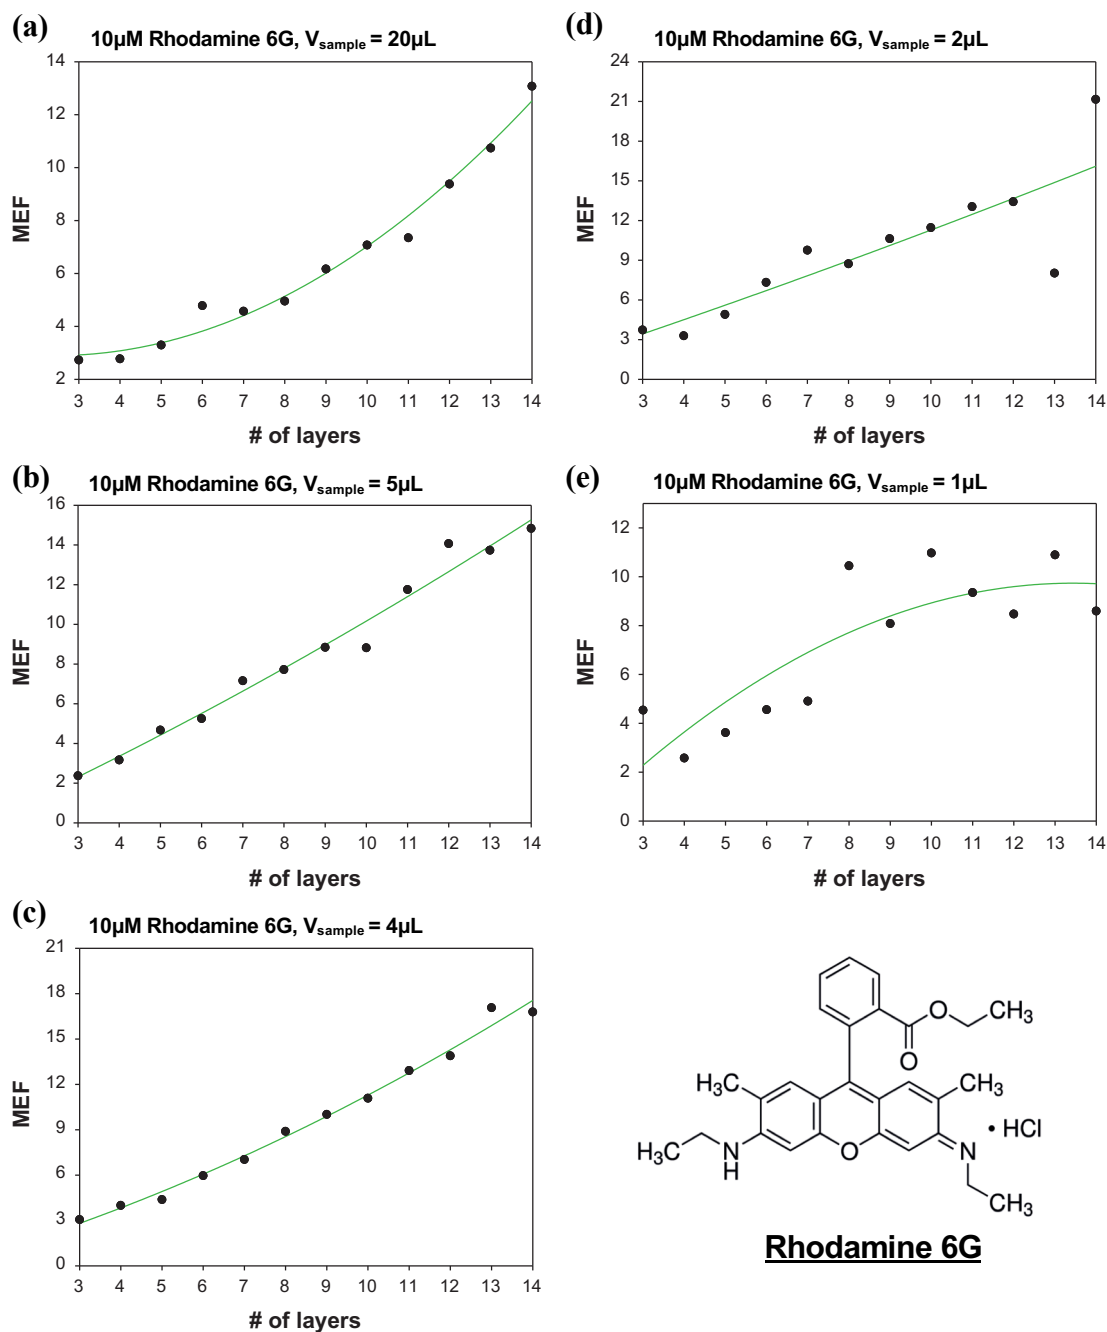 (a)
10µM Rhodamine 6G, Vsample = 20µL
14
12
10
8
6
4
2
MEF
3 4 5 6 7 8 9 10 11 12 13 14
# of layers
(b)
10µM Rhodamine 6G, Vsample = 5µL
16
14
12
10
8
6
4
2
0
MEF
3 4 5 6 7 8 9 10 11 12 13 14
# of layers
(c)
10µM Rhodamine 6G, Vsample = 4µL
21
18
15
12
9
6
3
0
MEF
3 4 5 6 7 8 9 10 11 12 13 14
# of layers
(d)
10µM Rhodamine 6G, Vsample = 2µL
24
21
18
15
12
9
6
3
0
MEF
3 4 5 6 7 8 9 10 11 12 13 14
# of layers
(e)
10µM Rhodamine 6G, Vsample = 1µL
12
10
8
6
4
2
0
MEF
3 4 5 6 7 8 9 10 11 12 13 14
# of layers
O CH3
O
H3C CH3
• HCl
H3C N O N
H
CH3
Rhodamine 6G